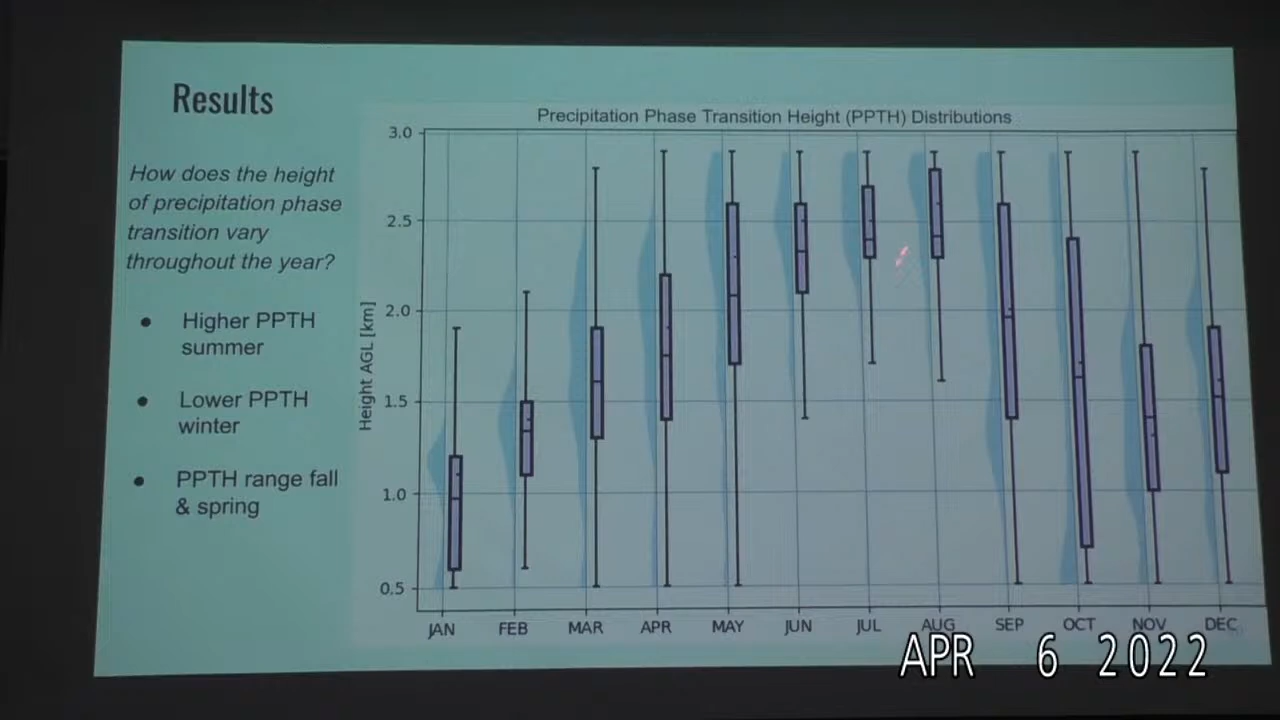 Results
How does the height
of precipitation phase
transition vary
throughout the year?
● Higher PPTH
summer
● Lower PPTH
winter
● PPTH range fall
& spring
Precipitation Phase Transition Height (PPTH) Distributions
Height AGL [km]
3.0
2.5
2.0
1.5
1.0
0.5
JAN FEB MAR APR MAY JUN JUL AUG SEP OCT NOV DEC
APR 6 2022